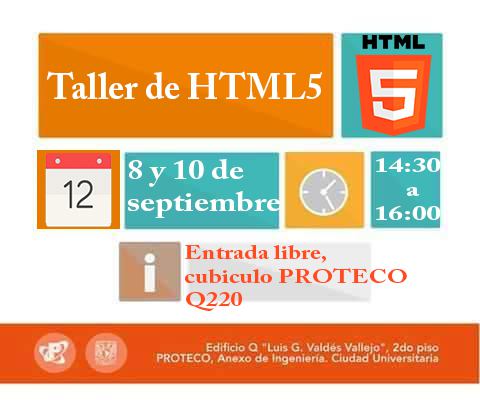 Taller de HTML5
HTML
5
12
8 y 10 de
septiembre
14:30
a
16:00
i
Entrada libre,
cubiculo PROTECO
Q220
Edificio Q "Luis G. Valdés Vallejo", 2do piso
PROTECO, Anexo de Ingeniería. Ciudad Universitaria